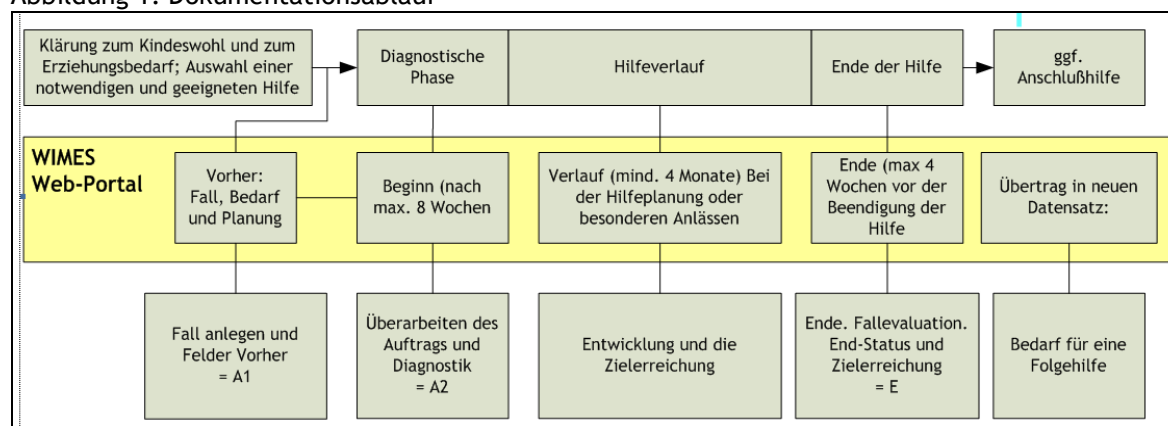 Abbildung 1: Dokumentationsablauf
Klärung zum Kindeswohl und zum
Erziehungsbedarf; Auswahl einer
notwendigen und geeigneten Hilfe
Diagnostische
Phase
Hilfeverlauf
Ende der Hilfe
ggf.
Anschlußhilfe
WIMES
Web-Portal
Vorher:
Fall, Bedarf
und Planung
Beginn (nach
max. 8 Wochen
Verlauf (mind. 4 Monate) Bei
der Hilfeplanung oder
besonderen Anlässen
Ende (max 4
Wochen vor der
Beendigung der
Hilfe
Übertrag in neuen
Datensatz:
Fall anlegen und
Felder Vorher
= A1
Überarbeiten des
Auftrags und
Diagnostik
= A2
Entwicklung und die
Zielerreichung
Ende. Fallevaluation.
End-Status und
Zielerreichung
= E
Bedarf für eine
Folgehilfe